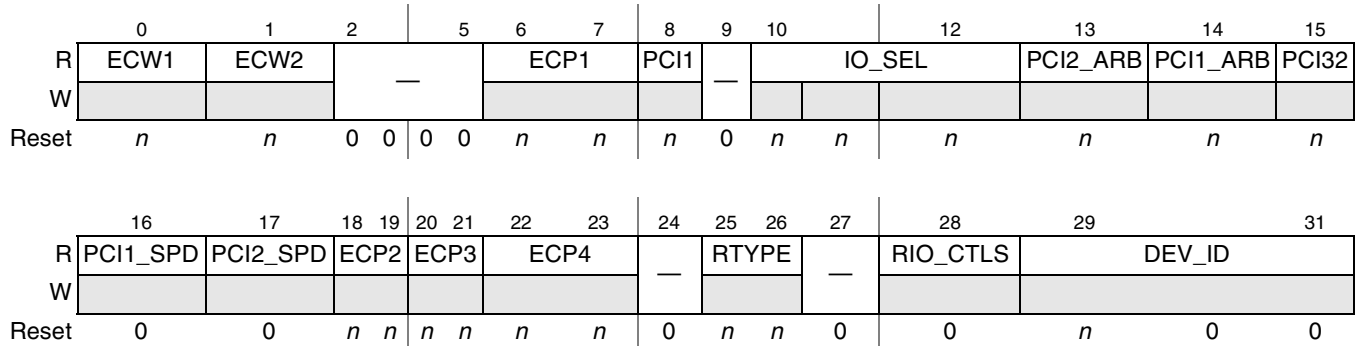 0 1 2 5 6 7 8 9 10 12 13 14 15
R ECW1 ECW2 — ECP1 PCI1 — IO_SEL PCI2_ARB PCI1_ARB PCI32
W
Reset n n 0 0 0 0 n n n 0 n n n n n n
16 17 18 19 20 21 22 23 24 25 26 27 28 29 31
R PCI1_SPD PCI2_SPD ECP2 ECP3 ECP4 — RTYPE — RIO_CTLS DEV_ID
W
Reset 0 0 n n n n n n 0 n n 0 0 n 0 0